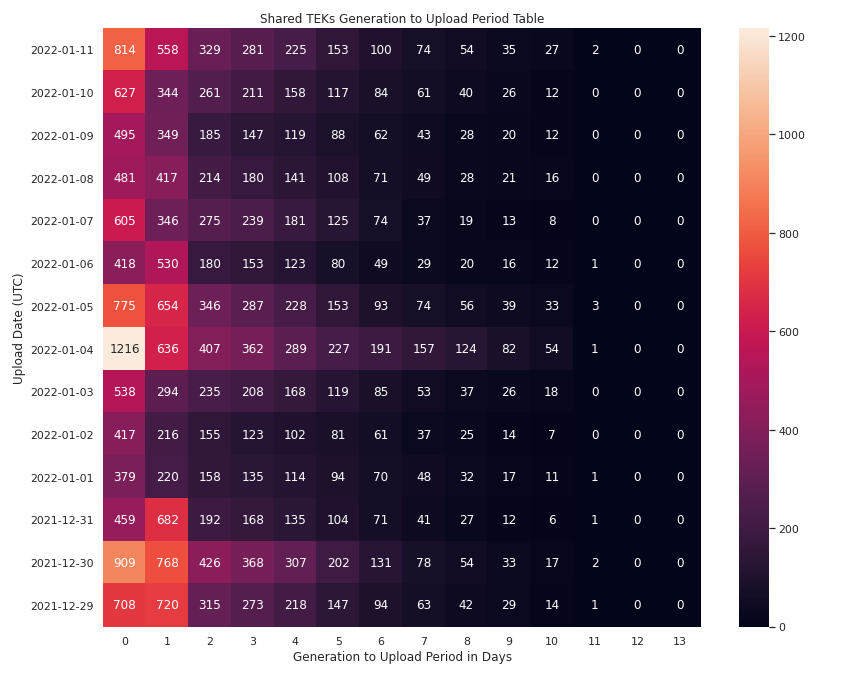 Shared TEKs Generation to Upload Period Table
Upload Date (UTC)
2022-01-11 814 558 329 281 225 153 100 74 54 35 27 2 0 0
2022-01-10 627 344 261 211 158 117 84 61 40 26 12 0 0 0
2022-01-09 495 349 185 147 119 88 62 43 28 20 12 0 0 0
2022-01-08 481 417 214 180 141 108 71 49 28 21 16 0 0 0
2022-01-07 605 346 275 239 181 125 74 37 19 13 8 0 0 0
2022-01-06 418 530 180 153 123 80 49 29 20 16 12 1 0 0
2022-01-05 775 654 346 287 228 153 93 74 56 39 33 3 0 0
2022-01-04 1216 636 407 362 289 227 191 157 124 82 54 1 0 0
2022-01-03 538 294 235 208 168 119 85 53 37 26 18 0 0 0
2022-01-02 417 216 155 123 102 81 61 37 25 14 7 0 0 0
2022-01-01 379 220 158 135 114 94 70 48 32 17 11 1 0 0
2021-12-31 459 682 192 168 135 104 71 41 27 12 6 1 0 0
2021-12-30 909 768 426 368 307 202 131 78 54 33 17 2 0 0
2021-12-29 708 720 315 273 218 147 94 63 42 29 14 1 0 0
0 1 2 3 4 5 6 7 8 9 10 11 12 13
Generation to Upload Period in Days
1200
1000
800
600
400
200
0